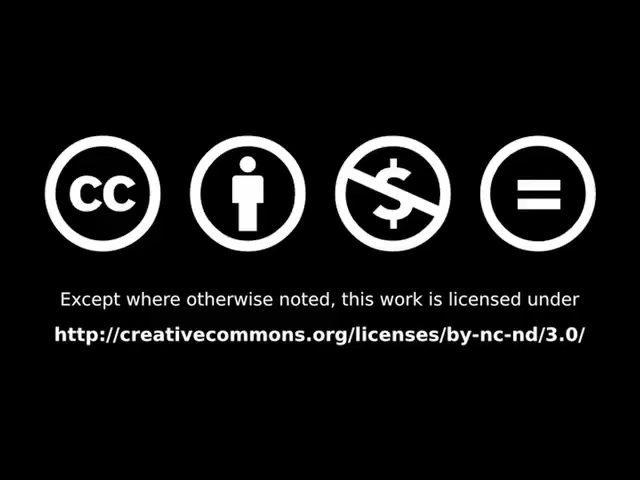 cc
$
=
Except where otherwise noted, this work is licensed under
http://creativecommons.org/licenses/by-nc-nd/3.0/